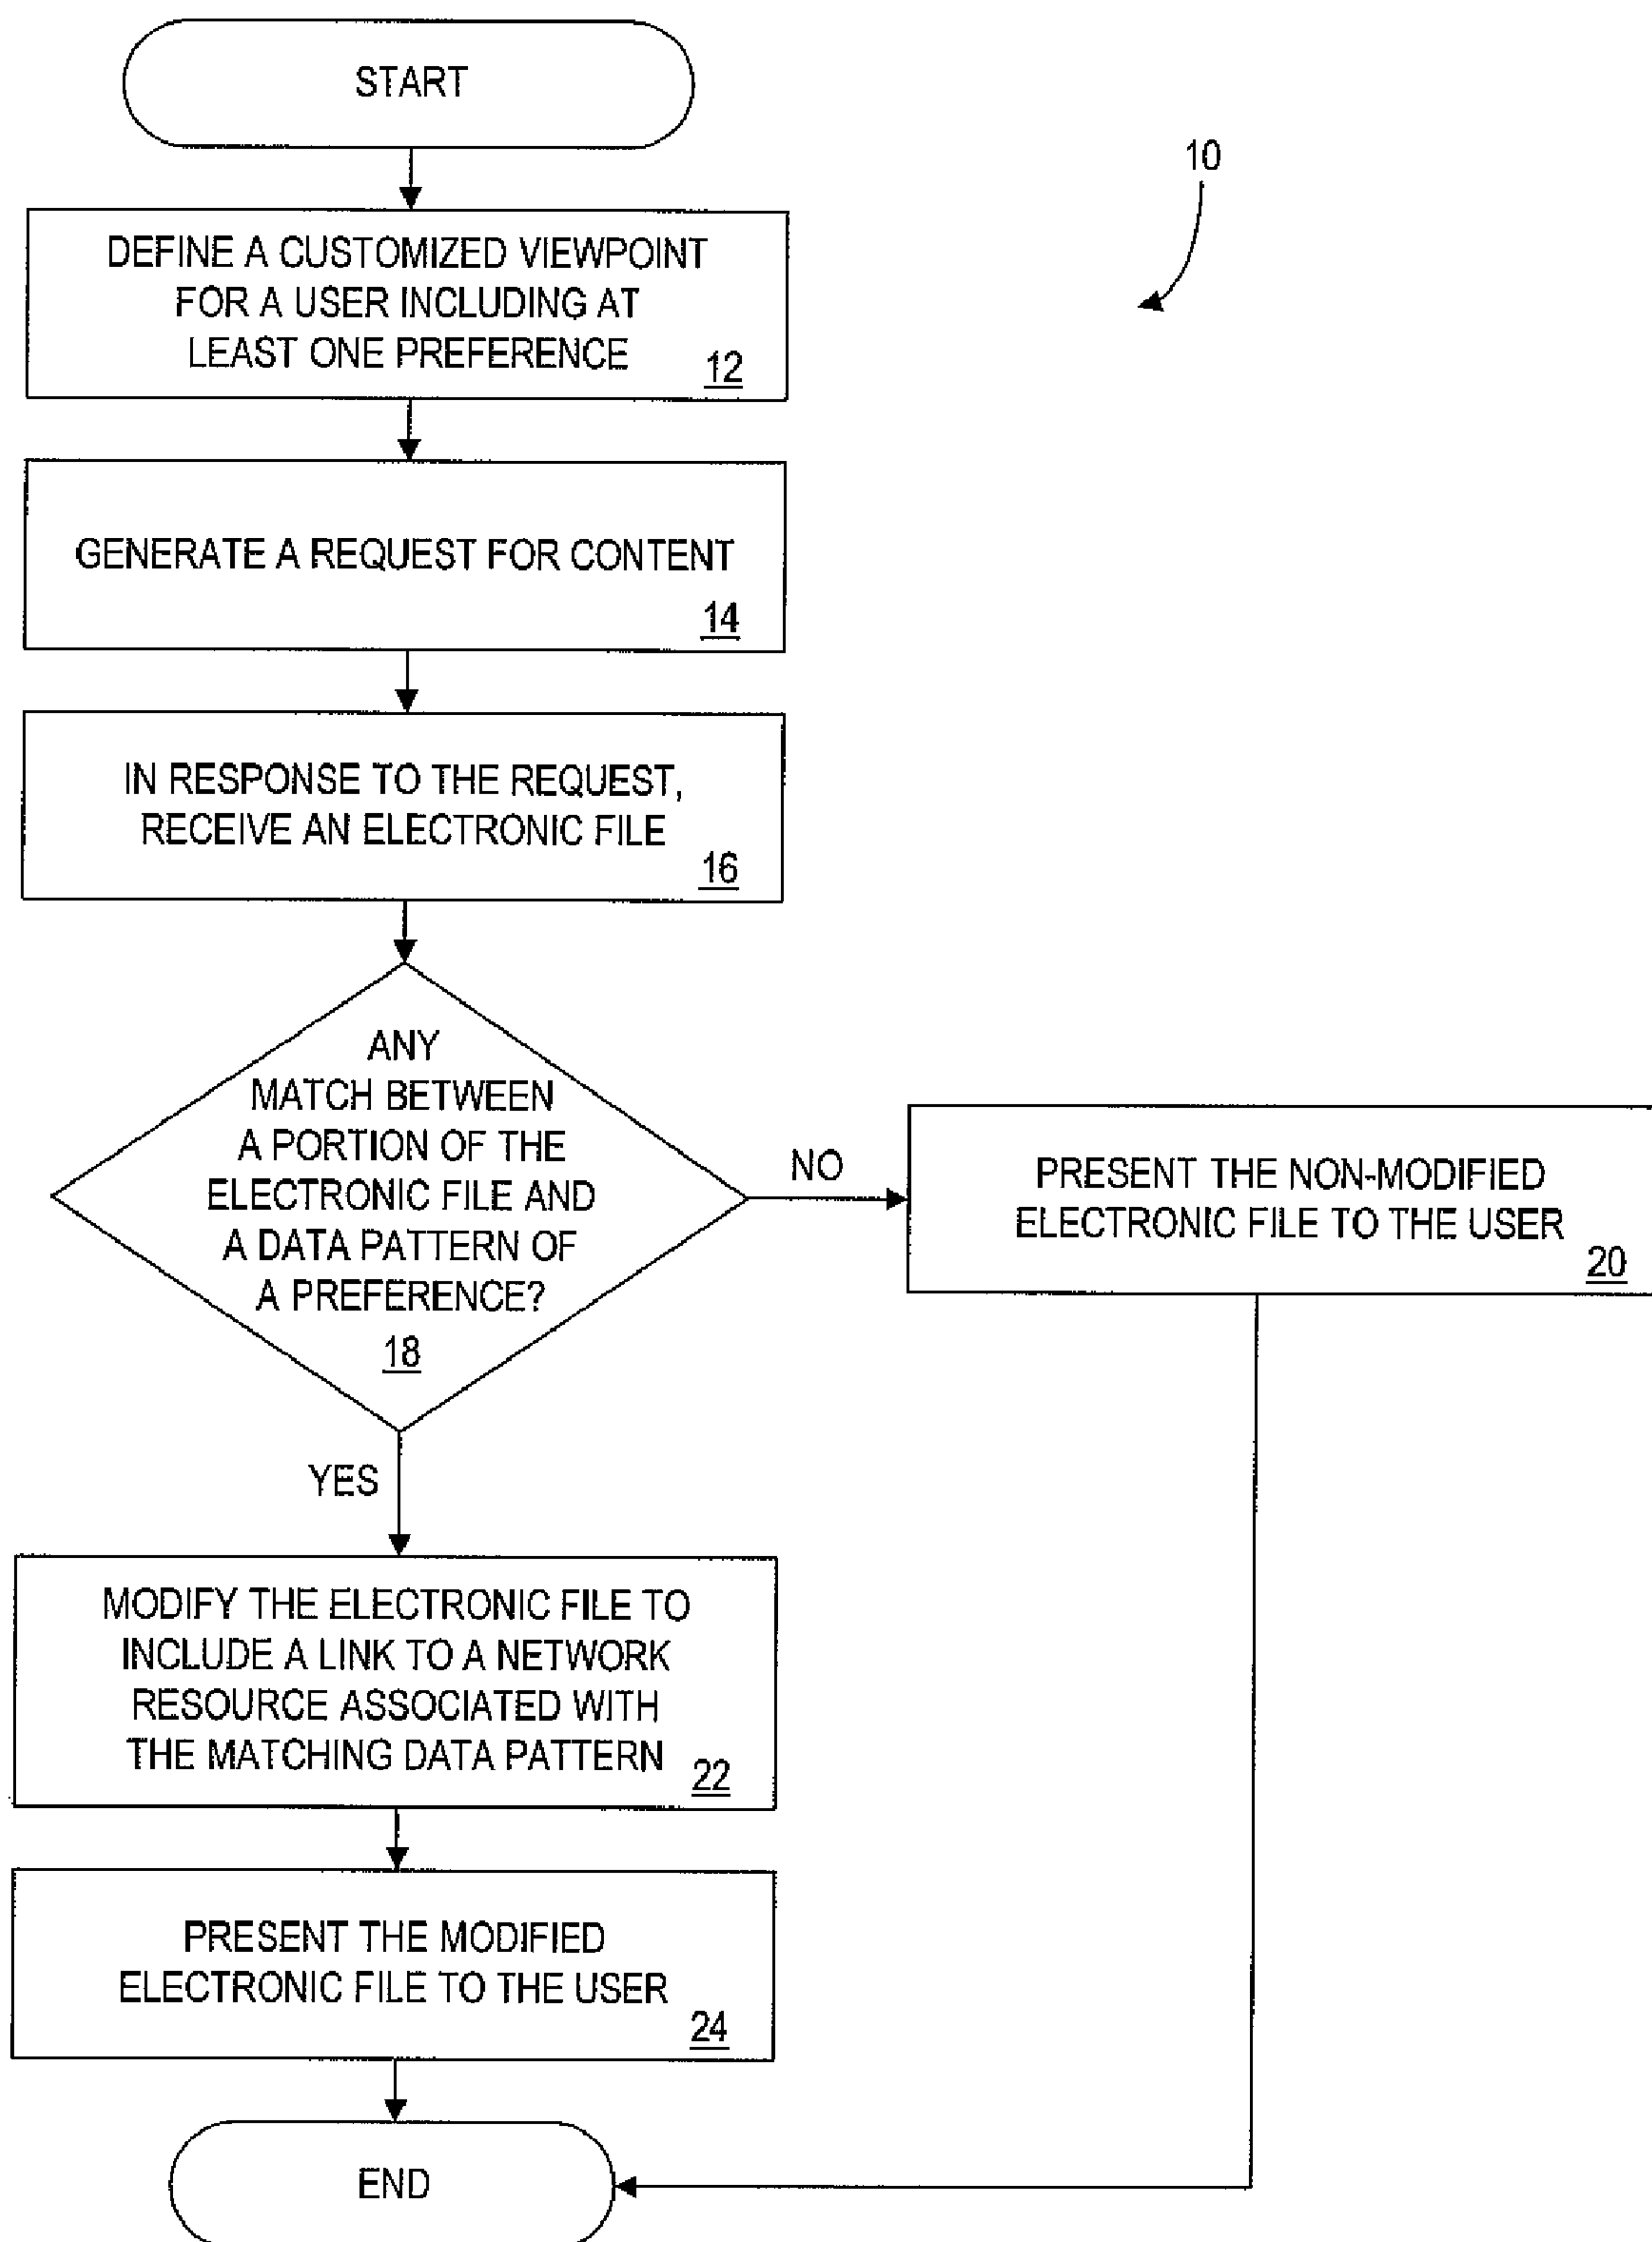 START
10
DEFINE A CUSTOMIZED VIEWPOINT
FOR A USER INCLUDING AT
LEAST ONE PREFERENCE
12
GENERATE A REQUEST FOR CONTENT
14
IN RESPONSE TO THE REQUEST,
RECEIVE AN ELECTRONIC FILE
16
ANY
MATCH BETWEEN
A PORTION OF THE
ELECTRONIC FILE AND
A DATA PATTERN OF
A PREFERENCE?
18
NO
PRESENT THE NON-MODIFIED
ELECTRONIC FILE TO THE USER
20
YES
MODIFY THE ELECTRONIC FILE TO
INCLUDE A LINK TO A NETWORK
RESOURCE ASSOCIATED WITH
THE MATCHING DATA PATTERN
22
PRESENT THE MODIFIED
ELECTRONIC FILE TO THE USER
24
END